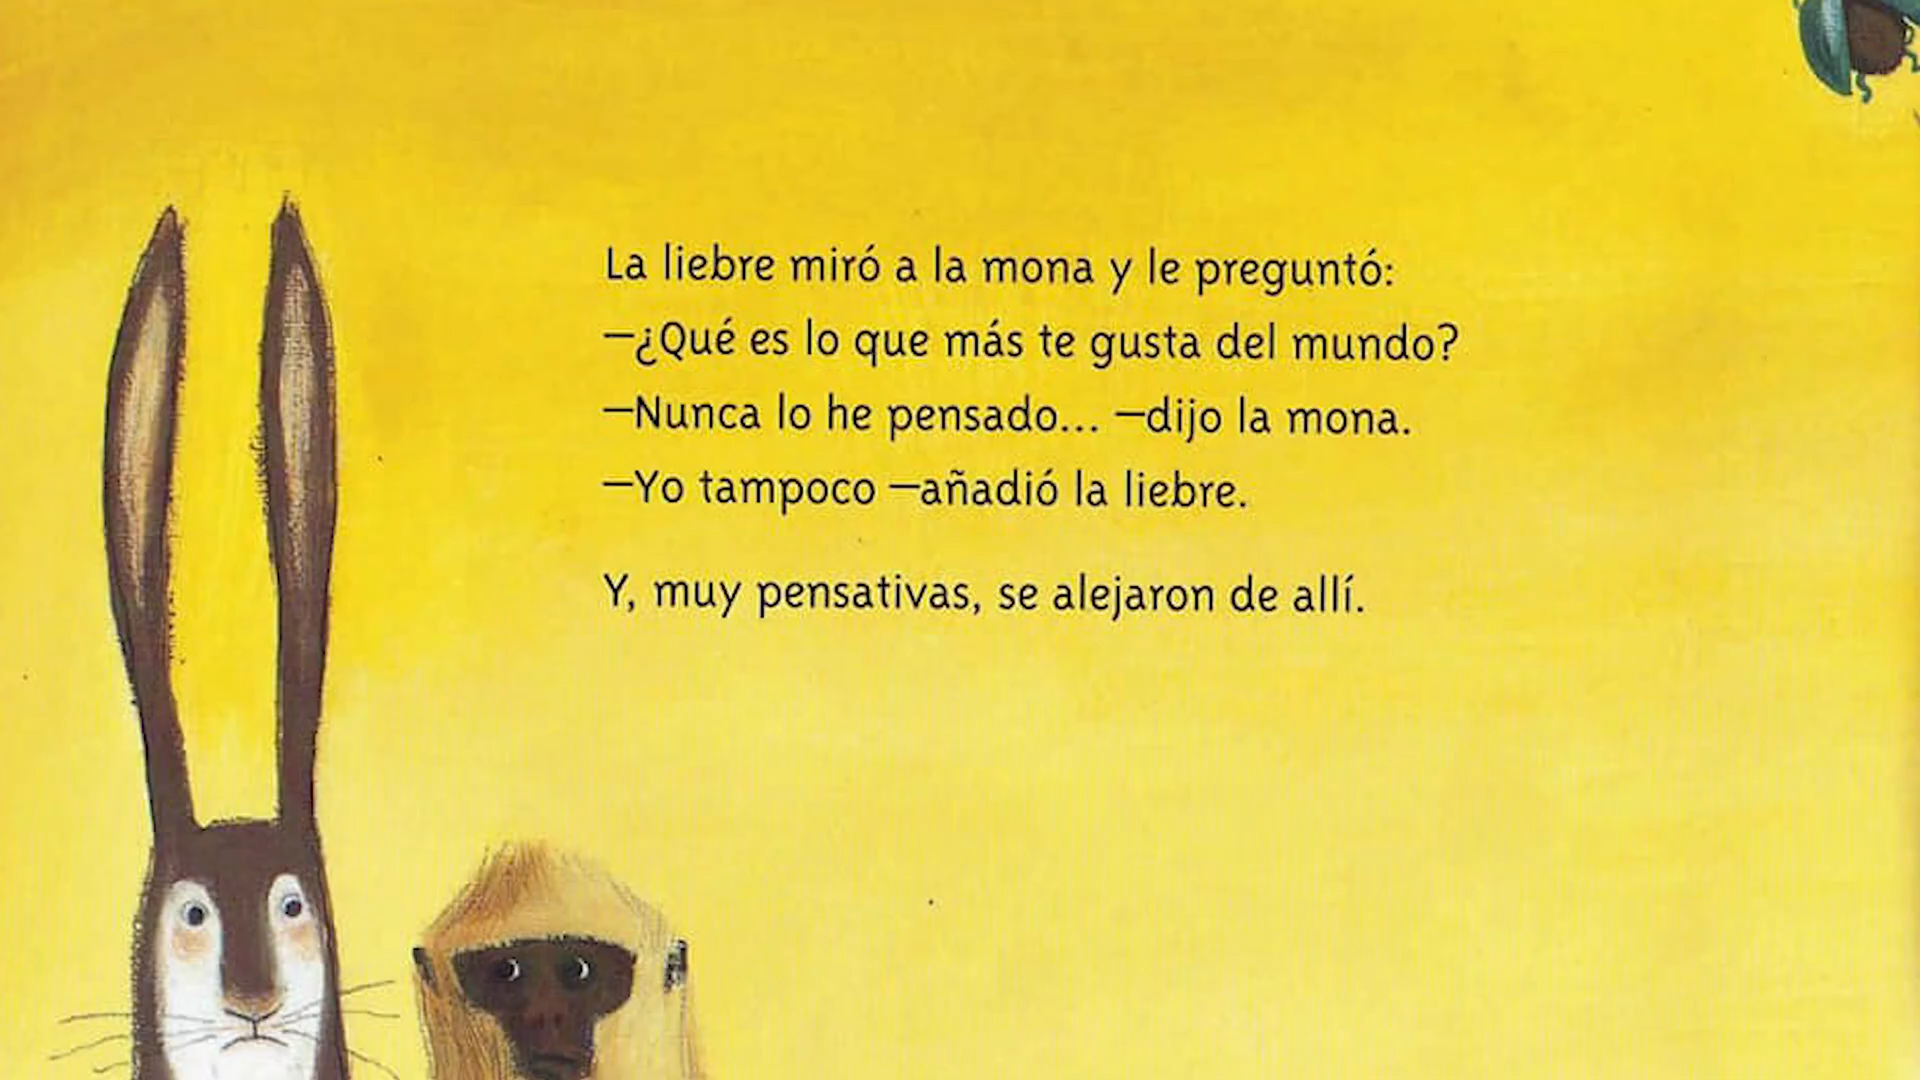 La liebre miró a la mona y le preguntó:
—¿Qué es lo que más te gusta del mundo?
—Nunca lo he pensado... —dijo la mona.
—Yo tampoco —añadió la liebre.
Y, muy pensativas, se alejaron de allí.